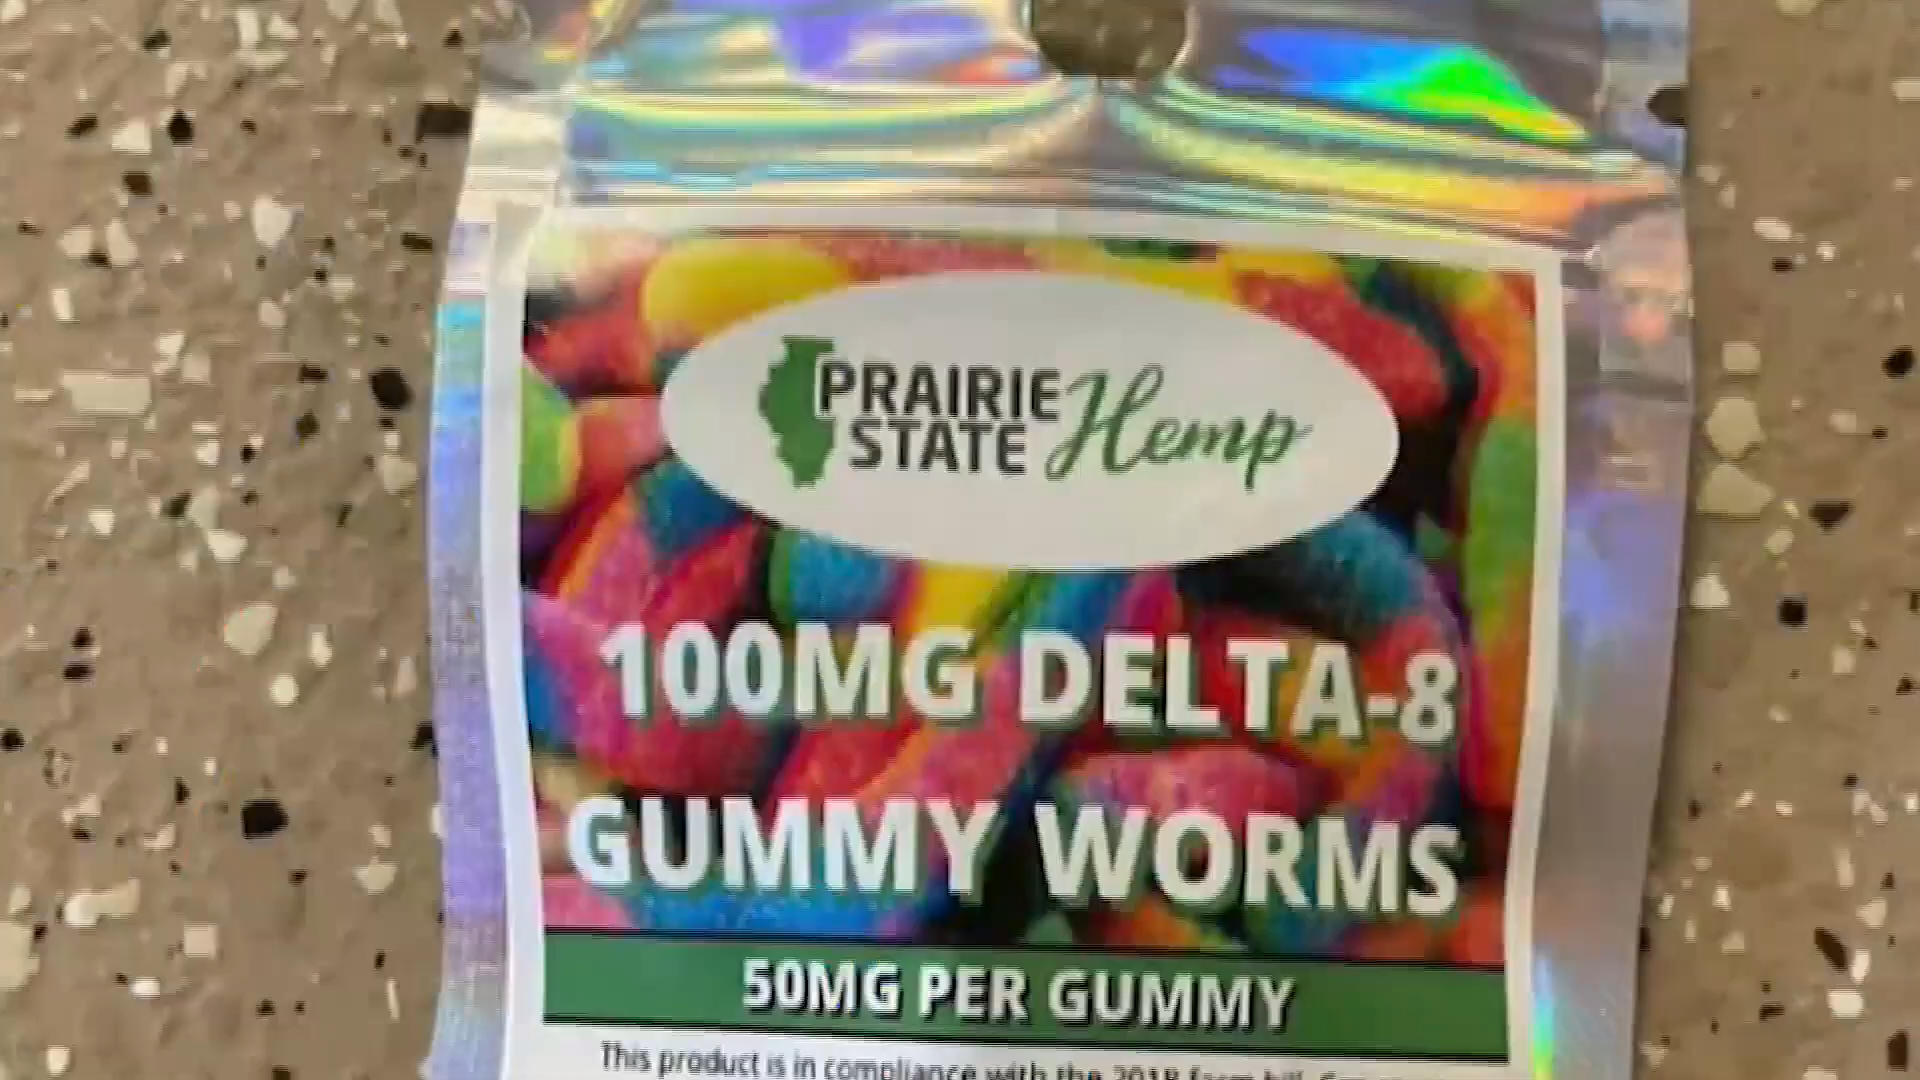 PRAIRIE
STATE Hemp
100MG DELTA-8
GUMMY WORMS
50MG PER GUMMY
This product is in compliance with the 2018 farm bill.